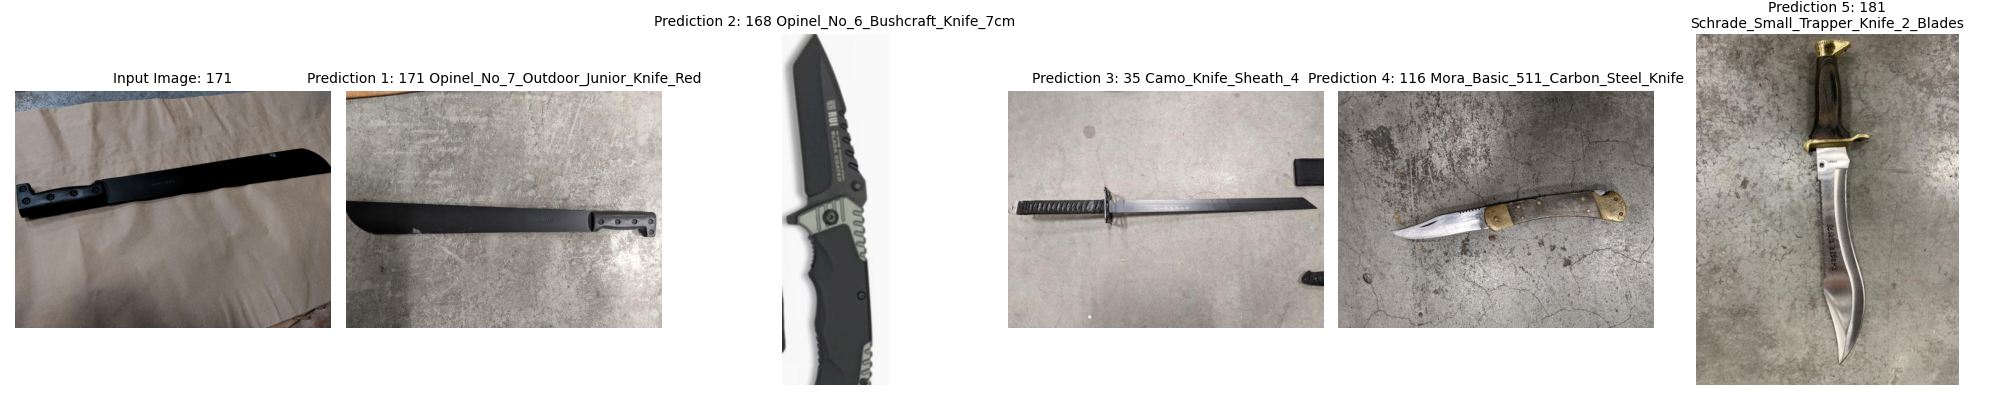 Prediction 5: 181
Prediction 2: 168 Opinel_No_6_Bushcraft_Knife_7cm
Schrade_Small_Trapper_Knife_2_Blades
Input Image: 171
Prediction 1: 171 Opinel_No_7_Outdoor_Junior_Knife_Red
Prediction 3: 35 Camo_Knife_Sheath_4
Prediction 4: 116 Mora_Basic_511_Carbon_Steel_Knife